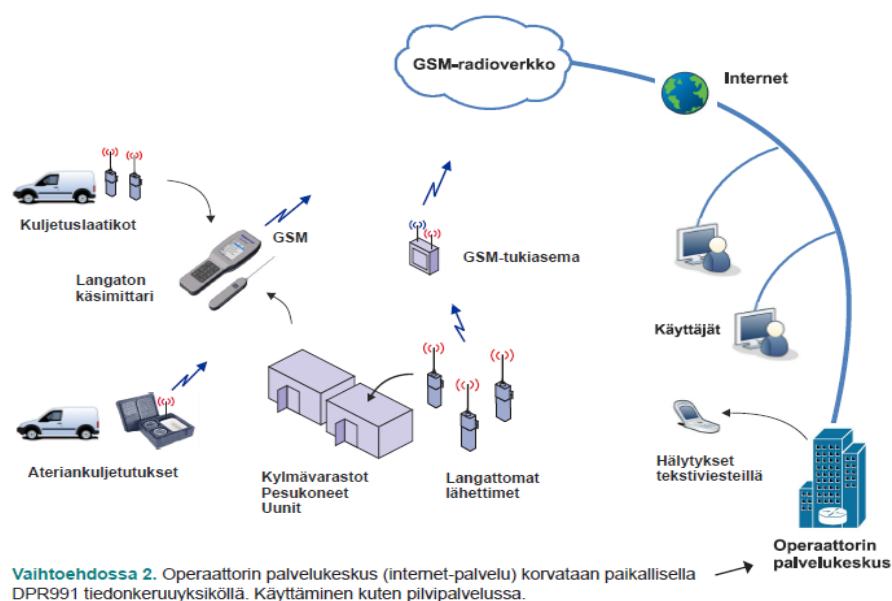 GSM-radioverkko
Internet
Kuljetuslaatikot
GSM
Langaton
käsimittari
GSM-tukiasema
Käyttäjät
Ateriankuljetutukset
Kylmävarastot
Pesukoneet
Uunit
Langattomat
lähettimet
Hälytykset
tekstiviesteillä
Operaattorin
palvelukeskus
Vaihtoehdossa 2. Operaattorin palvelukeskus (internet-palvelu) korvataan paikallisella
DPR991 tiedonkeruuyksiköllä. Käyttäminen kuten pilvipalvelussa.